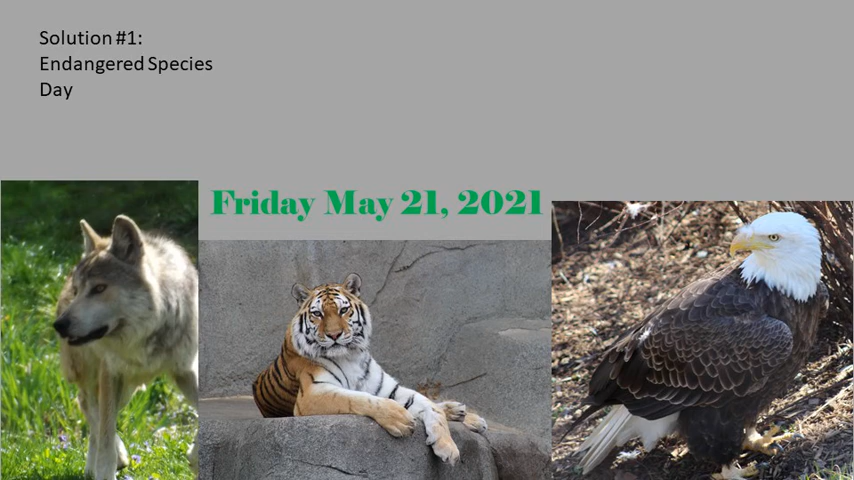 Solution #1:
Endangered Species
Day
Friday May 21, 2021